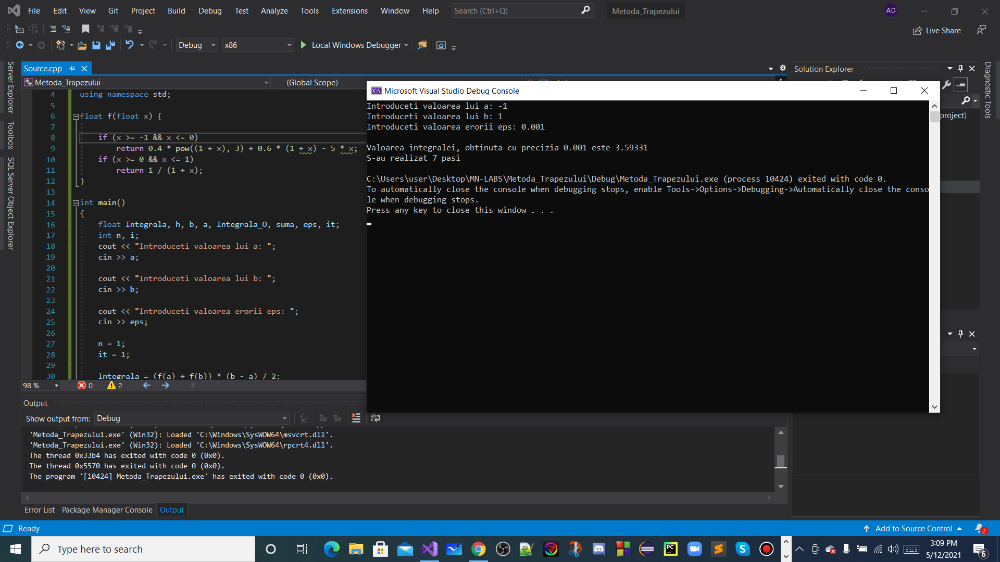 File Edit View Git Project Build Debug Test Analyze Tools Extensions Window Help Search (Ctrl+Q) Metoda_Trapezului AD
Live Share
Debug x86 Local Windows Debugger
Server Explorer
Toolbox
SQL Server Object Explorer
Source.cpp
Metoda_Trapezului (Global Scope)
4 using namespace std;
5
6 float f(float x) {
7
8 if (x >= -1 && x <= 0)
9 return 0.4 * pow((1 + x), 3) + 0.6 * (1 + x) - 5 * x;
10 if (x >= 0 && x <= 1)
11 return 1 / (1 + x);
12 }
13
14 int main()
15 {
16 float Integrala, h, b, a, Integrala_O, suma, eps, it;
17 int n, i;
18 cout << "Introduceti valoarea lui a: ";
19 cin >> a;
20
21 cout << "Introduceti valoarea lui b: ";
22 cin >> b;
23
24 cout << "Introduceti valoarea erorii eps: ";
25 cin >> eps;
26
27 n = 1;
28 it = 1;
29
30 Integrala = (f(a) + f(b)) * (b - a) / 2;
98 % 0 2
Microsoft Visual Studio Debug Console
Introduceti valoarea lui a: -1
Introduceti valoarea lui b: 1
Introduceti valoarea erorii eps: 0.001
Valoarea integralei, obtinuta cu precizia 0.001 este 3.59331
S-au realizat 7 pasi
C:\Users\user\Desktop\MN-LABS\Metoda_Trapezului\Debug\Metoda_Trapezului.exe (process 10424) exited with code 0.
To automatically close the console when debugging stops, enable Tools->Options->Debugging->Automatically close the conso
le when debugging stops.
Press any key to close this window . . .
Solution Explorer
project)
Diagnostic Tools
Output
Show output from: Debug
'Metoda_Trapezului.exe' (Win32): Loaded 'C:\Windows\SysWOW64\msvcrt.dll'.
'Metoda_Trapezului.exe' (Win32): Loaded 'C:\Windows\SysWOW64\rpcrt4.dll'.
The thread 0x33b4 has exited with code 0 (0x0).
The thread 0x5570 has exited with code 0 (0x0).
The program '[10424] Metoda_Trapezului.exe' has exited with code 0 (0x0).
Error List Package Manager Console Output
Ready Add to Source Control 2
Type here to search
PC
3:09 PM
5/12/2021
6